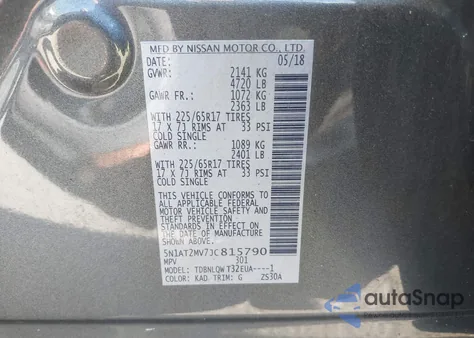 MFD BY NISSAN MOTOR CO., LTD.
DATE: 05/18
GVWR: 2141 KG
4720 LB
GAWR FR.: 1072 KG
2363 LB
WITH 225/65R17 TIRES
17 X 7J RIMS AT 33 PSI
COLD SINGLE
GAWR RR.: 1089 KG
2401 LB
WITH 225/65R17 TIRES
17 X 7J RIMS AT 33 PSI
COLD SINGLE
THIS VEHICLE CONFORMS TO
ALL APPLICABLE FEDERAL
MOTOR VEHICLE SAFETY AND
THEFT PREVENTION STANDARDS
IN EFFECT ON THE DATE OF
MANUFACTURE SHOWN ABOVE.
5N1AT2MV7JC815790
MPV 301
MODEL: TDBNLQW T32EUA----1
COLOR: KAD TRIM: G ZS30A
autoSnap